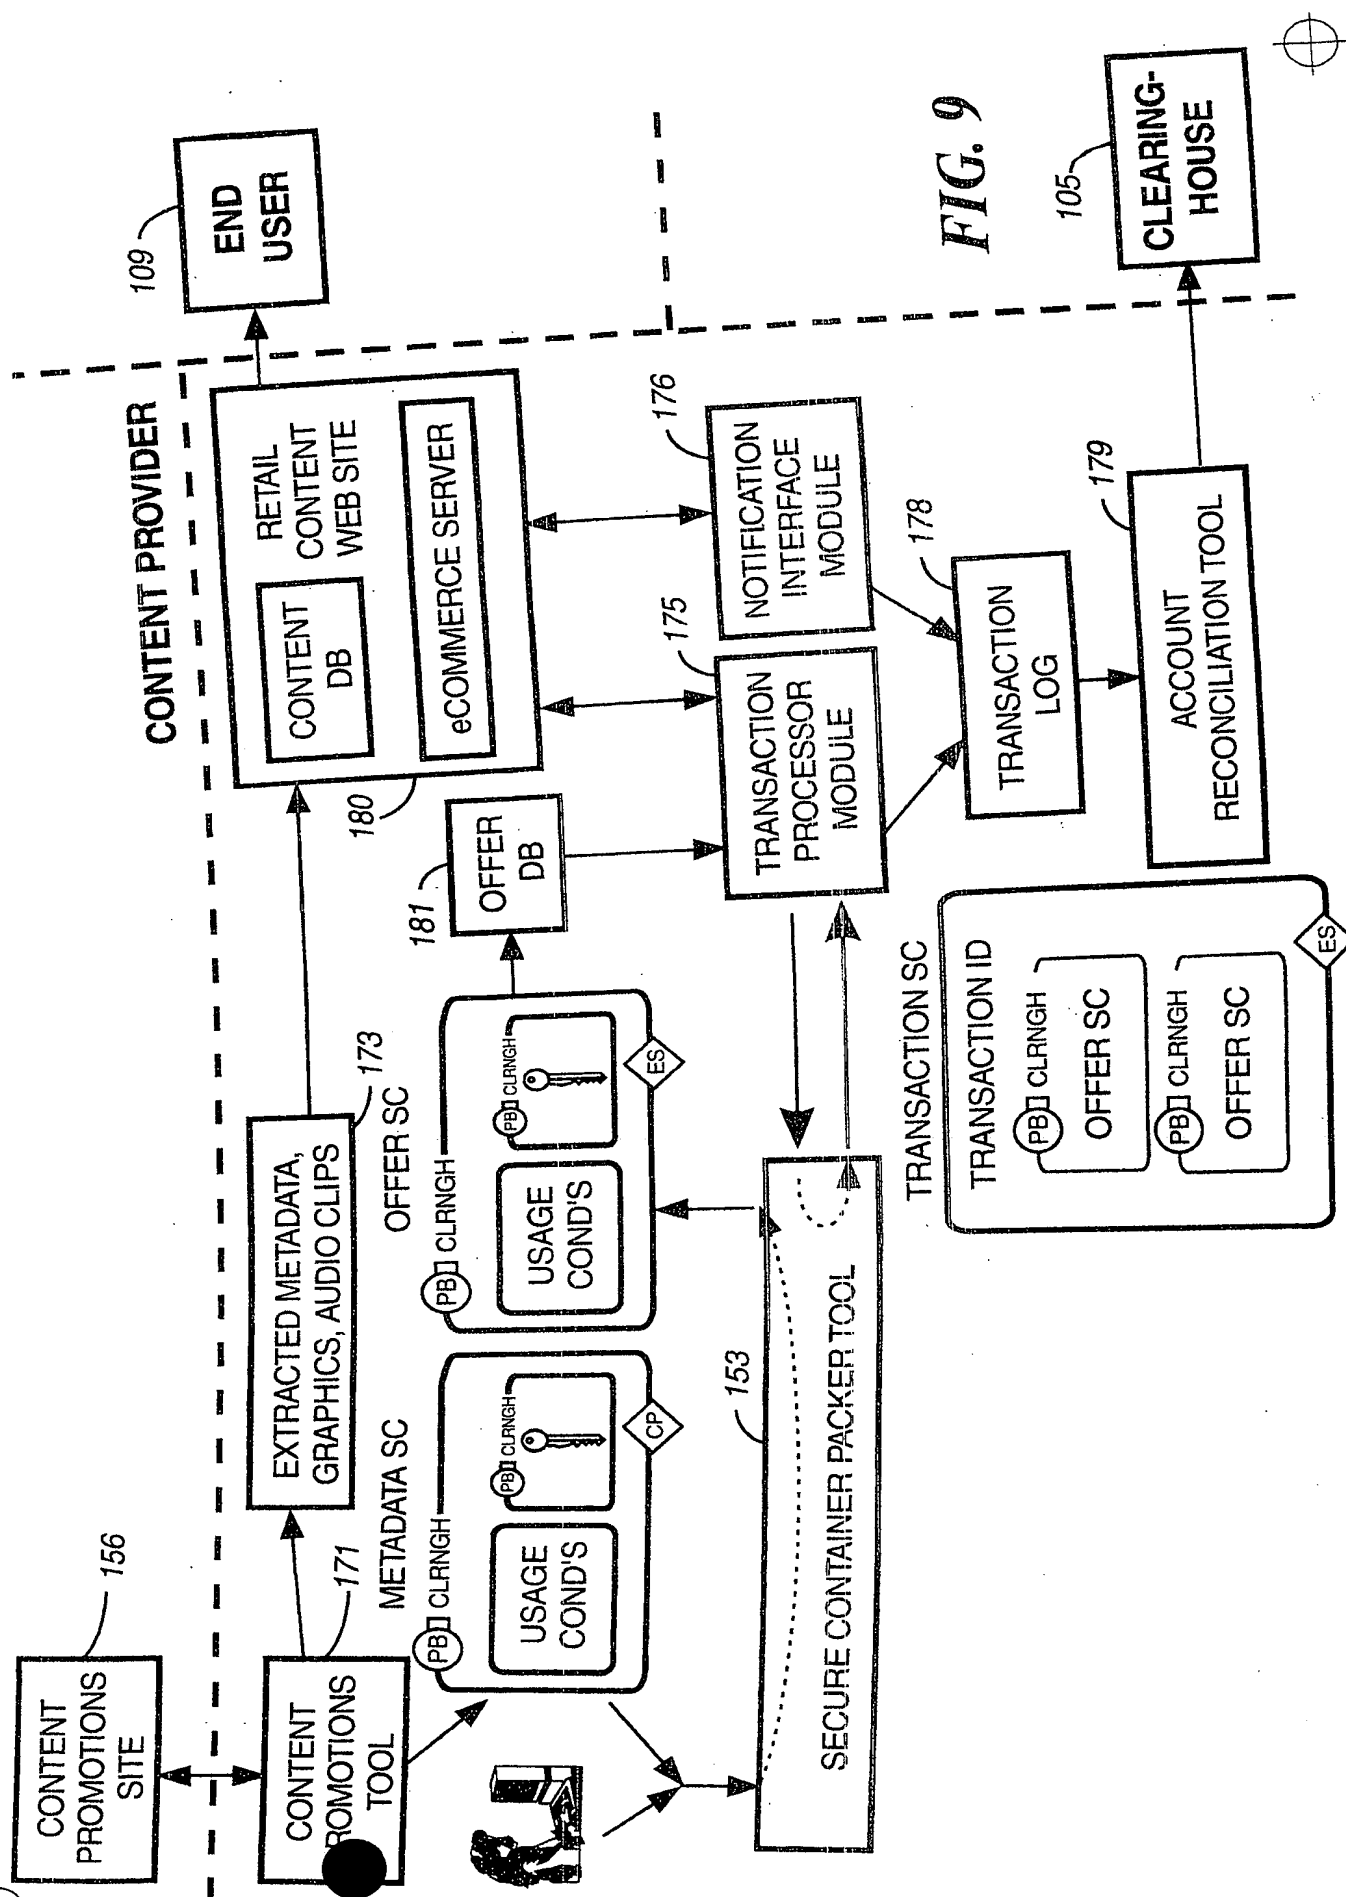 CONTENT
PROMOTIONS
SITE
156
CONTENT PROVIDER
109
END
USER
CONTENT
ROMOTIONS
TOOL
171
EXTRACTED METADATA,
GRAPHICS, AUDIO CLIPS
173
CONTENT
DB
RETAIL
CONTENT
WEB SITE
eCOMMERCE SERVER
180
METADATA SC
PB CLRNGH
USAGE
COND'S
PB CLRNGH
CP
OFFER SC
PB CLRNGH
USAGE
COND'S
PB CLRNGH
ES
181
OFFER
DB
153
SECURE CONTAINER PACKER TOOL
175
TRANSACTION
PROCESSOR
MODULE
176
NOTIFICATION
INTERFACE
MODULE
178
TRANSACTION
LOG
179
ACCOUNT
RECONCILIATION TOOL
TRANSACTION SC
TRANSACTION ID
PB CLRNGH
OFFER SC
PB CLRNGH
OFFER SC
ES
105
CLEARING-
HOUSE
FIG. 9